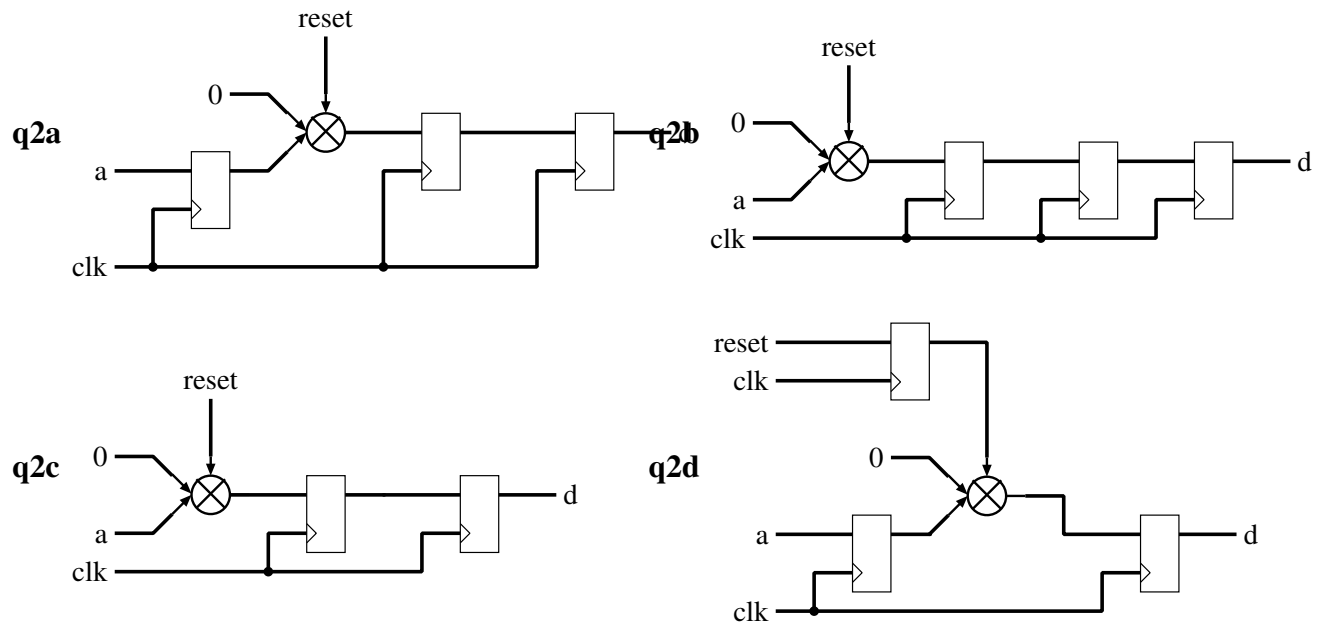 reset
0
q2a
a
clk
d
reset
0
q2b
a
clk
d
reset
0
q2c
a
clk
d
reset
clk
0
q2d
a
clk
d